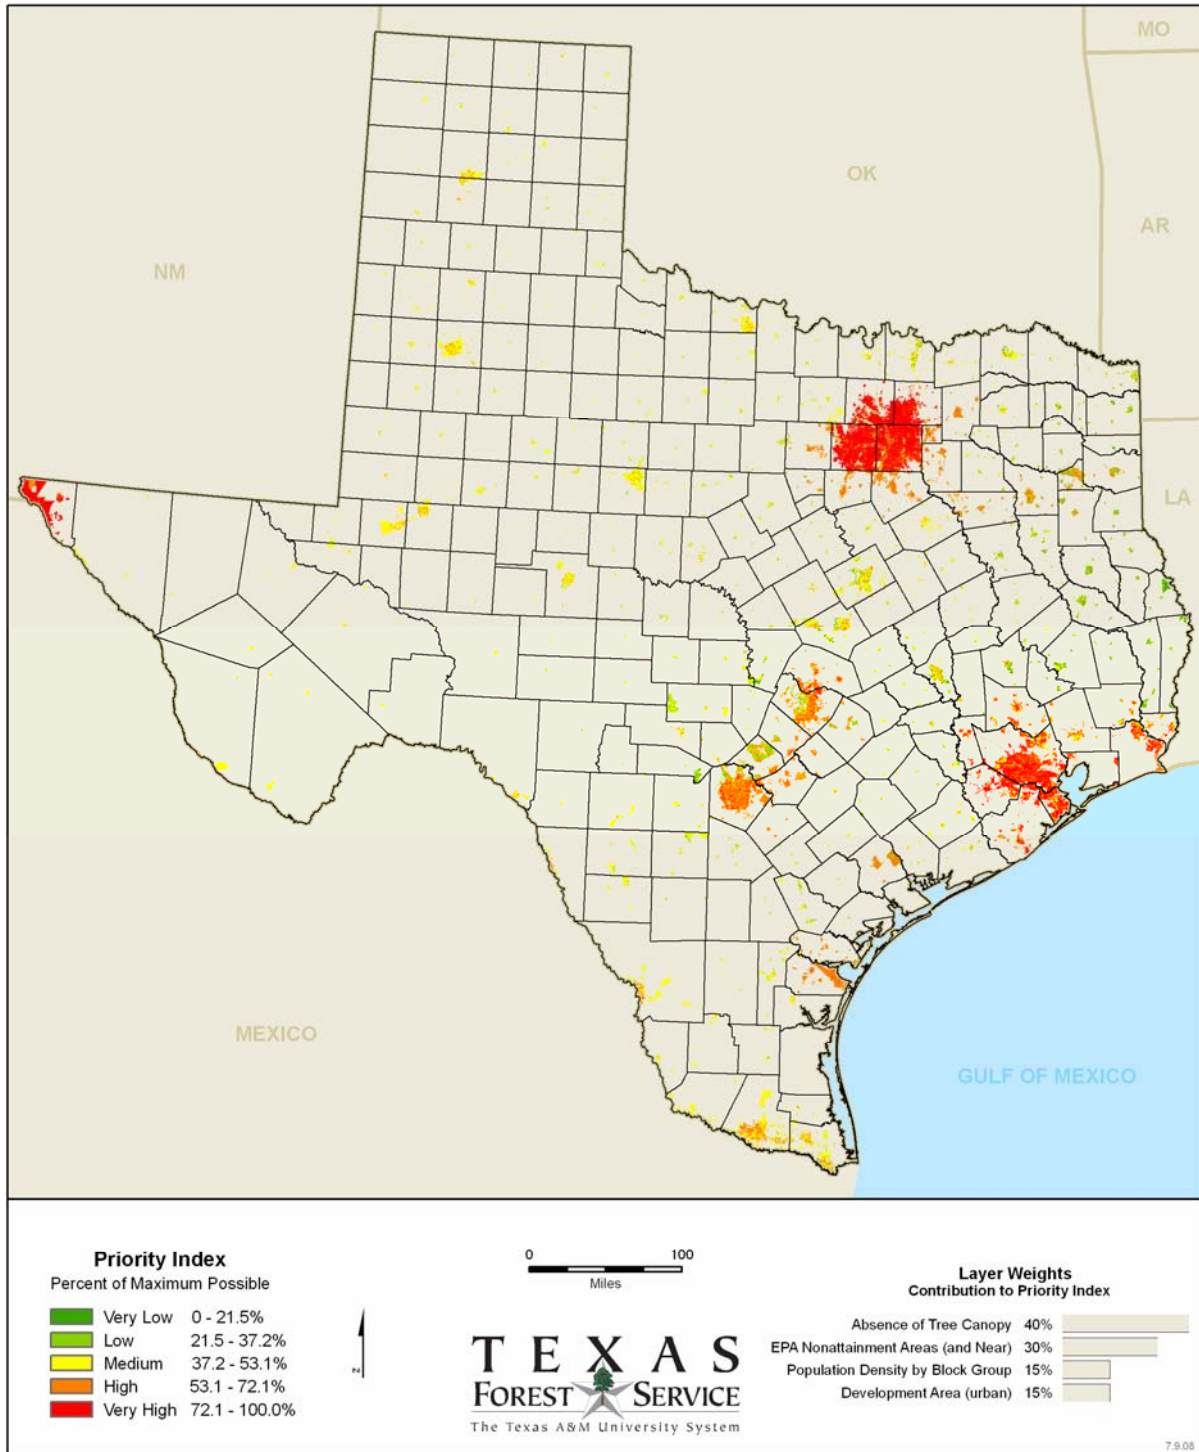 MO
OK
AR
NM
LA
MEXICO
GULF OF MEXICO
Priority Index
Percent of Maximum Possible
Very Low 0 - 21.5%
Low 21.5 - 37.2%
Medium 37.2 - 53.1%
High 53.1 - 72.1%
Very High 72.1 - 100.0%
N
0 100
Miles
TEXAS
FOREST SERVICE
The Texas A&M University System
Layer Weights
Contribution to Priority Index
Absence of Tree Canopy 40%
EPA Nonattainment Areas (and Near) 30%
Population Density by Block Group 15%
Development Area (urban) 15%
7.9.08